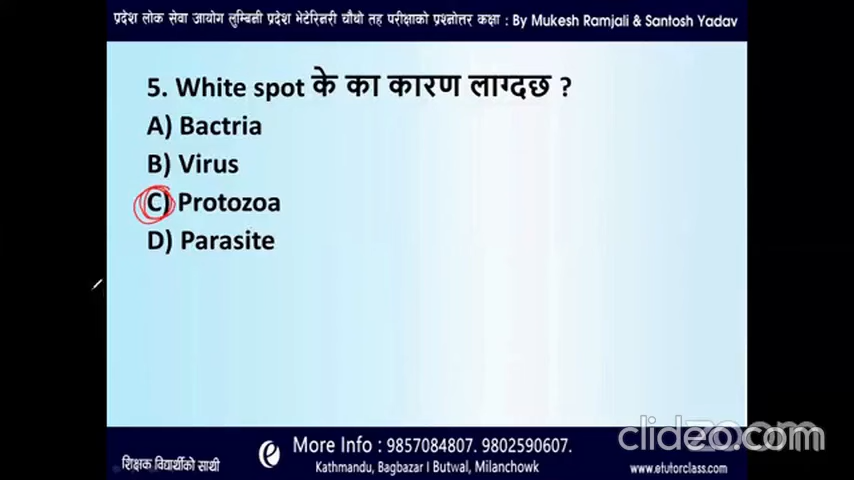 प्रदेश लोक सेवा आयोग लुम्बिनी प्रदेश भेटेरिनरी चौथो तह परीक्षाको प्रश्नोतर कक्षा : By Mukesh Ramjali & Santosh Yadav
5. White spot के का कारण लाग्दछ ?
A) Bactria
B) Virus
C) Protozoa
D) Parasite
clideo.com
zoom
शिक्षक विद्यार्थीको साथी
More Info : 9857084807. 9802590607.
Kathmandu, Bagbazar I Butwal, Milanchowk
www.etutorclass.com